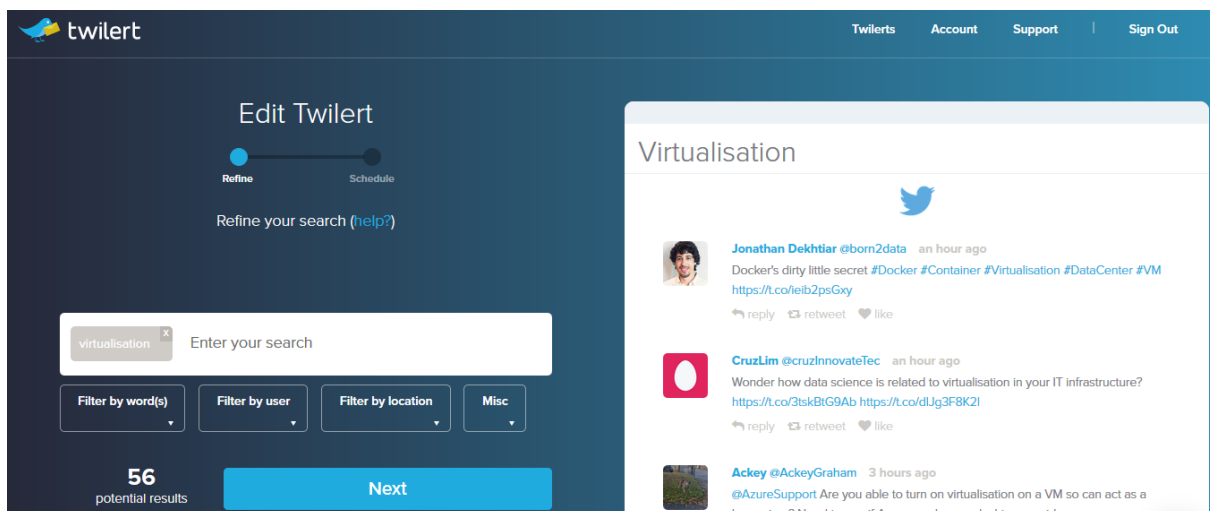 twilert
Twilerts Account Support | Sign Out
Edit Twilert
Refine Schedule
Refine your search (help?)
virtualisation x Enter your search
Filter by word(s) Filter by user Filter by location Misc
56
potential results
Next
Virtualisation
Jonathan Dekhtiar @born2data an hour ago
Docker's dirty little secret #Docker #Container #Virtualisation #DataCenter #VM
https://t.co/ieib2psGxy
reply retweet like
CruzLim @cruzInnovateTec an hour ago
Wonder how data science is related to virtualisation in your IT infrastructure?
https://t.co/3tskBtG9Ab https://t.co/dlJg3F8K2I
reply retweet like
Ackey @AckeyGraham 3 hours ago
@AzureSupport Are you able to turn on virtualisation on a VM so can act as a